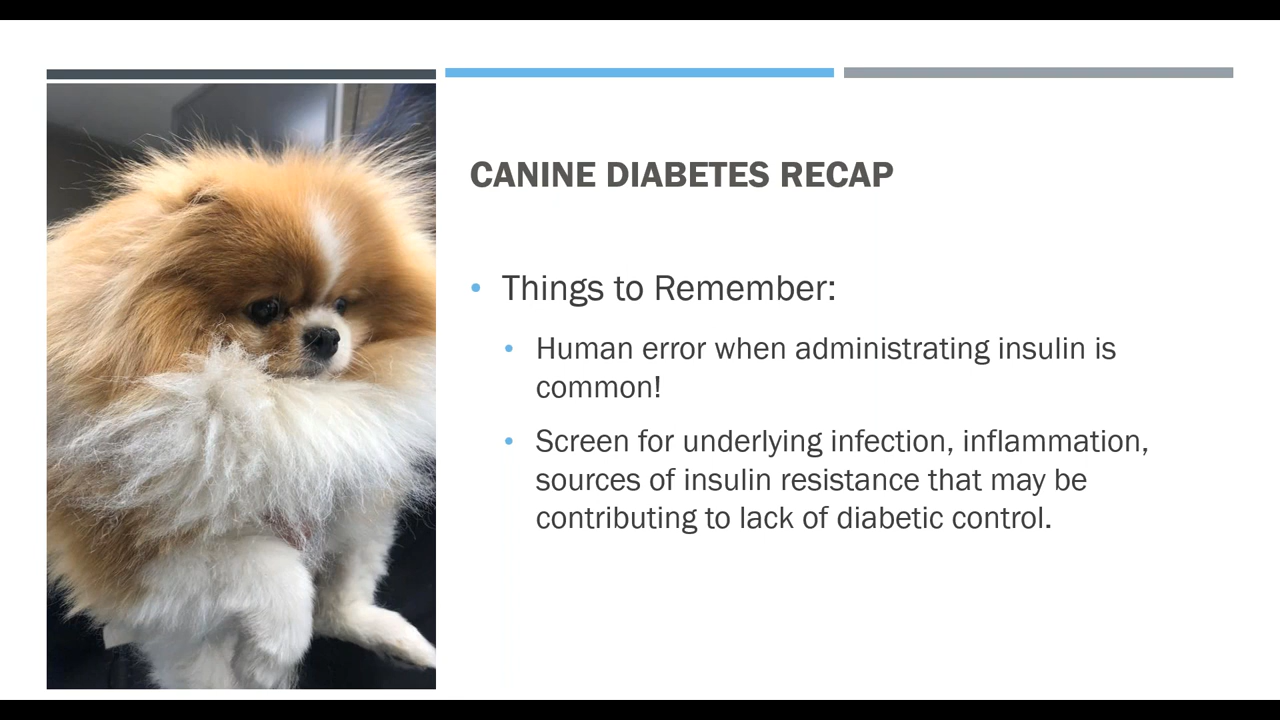 CANINE DIABETES RECAP
Things to Remember:
Human error when administrating insulin is
common!
Screen for underlying infection, inflammation,
sources of insulin resistance that may be
contributing to lack of diabetic control.